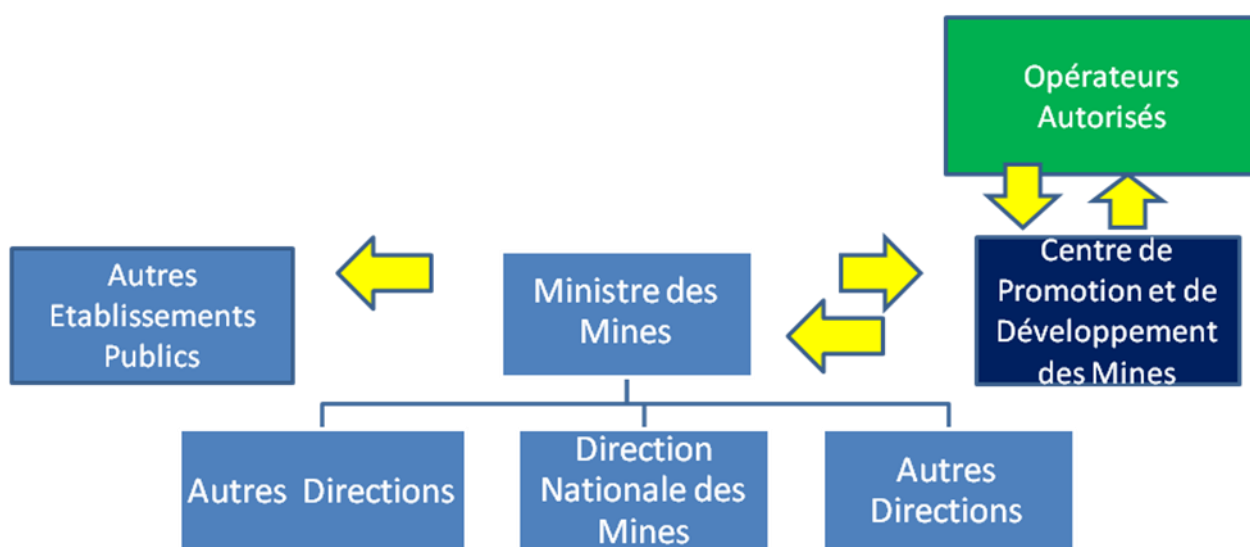 Opérateurs
Autorisés
Autres
Etablissements
Publics
Ministre des
Mines
Centre de
Promotion et de
Développement
des Mines
Autres Directions
Direction
Nationale des
Mines
Autres
Directions